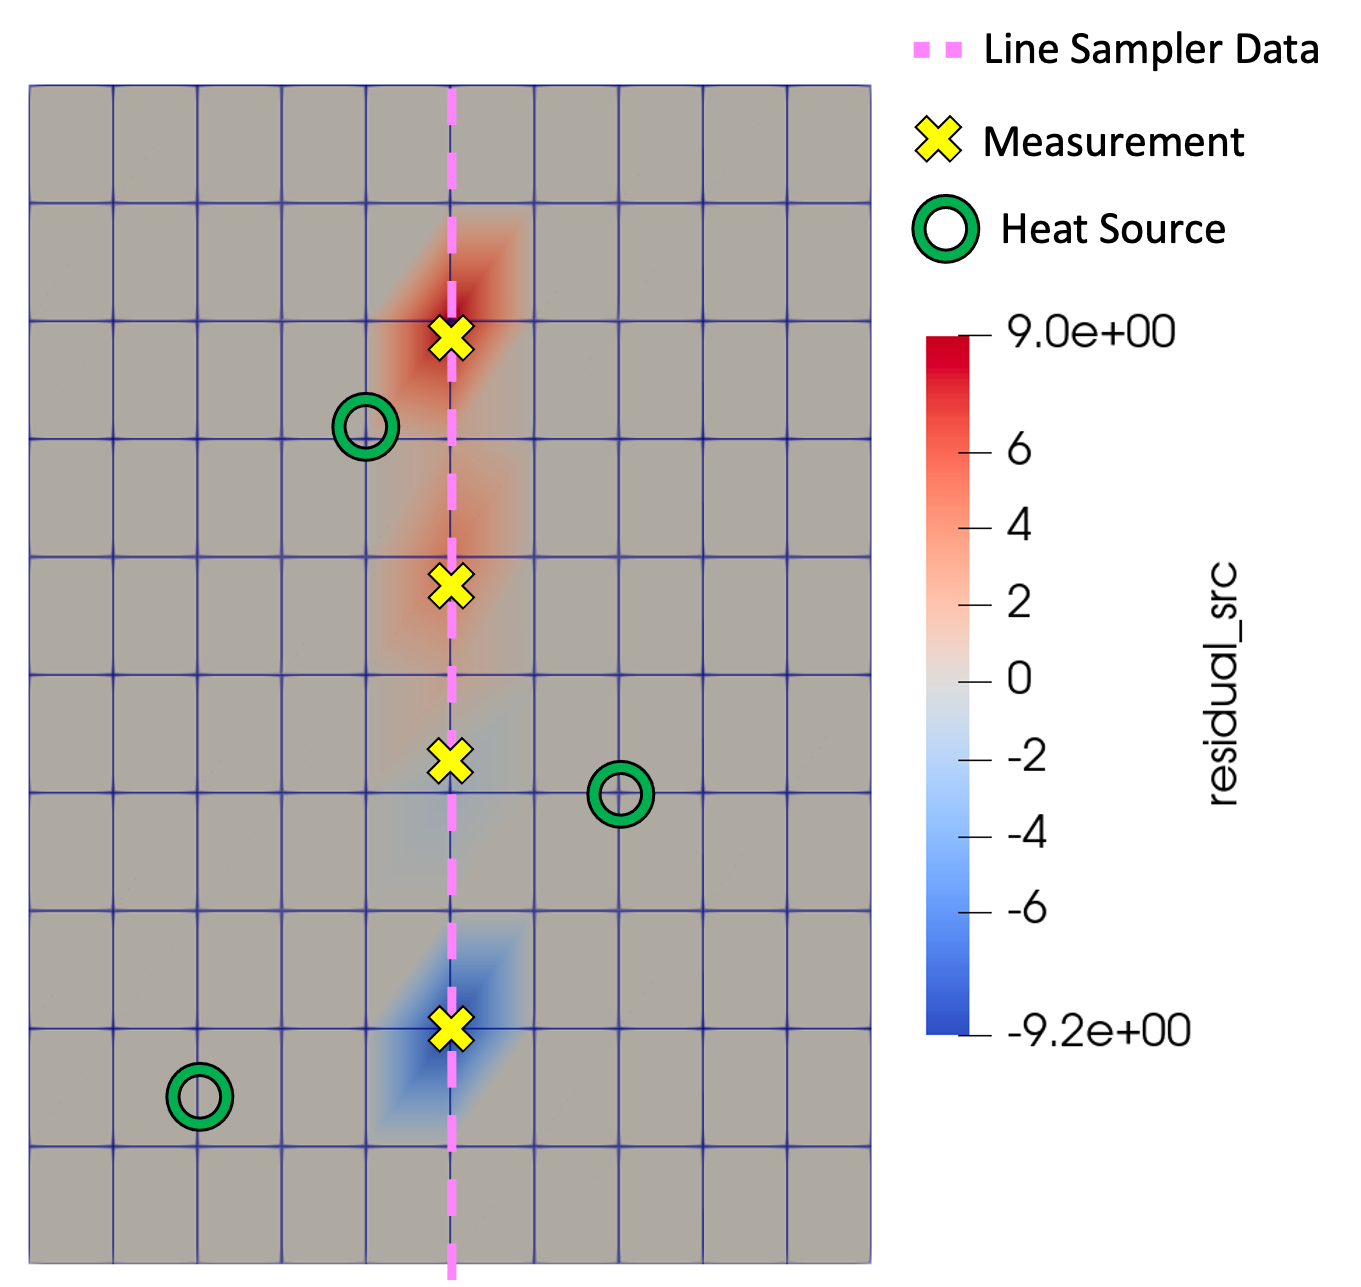 Line Sampler Data
Measurement
Heat Source
9.0e+00
6
4
2
0
-2
-4
-6
-9.2e+00
residual_src